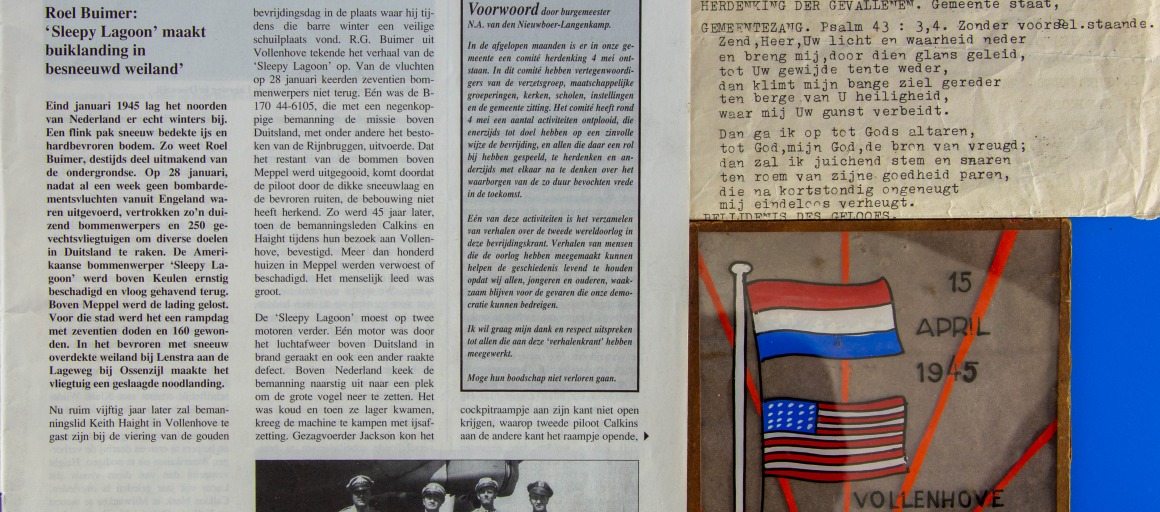 Roel Buimer:
‘Sleepy Lagoon’ maakt
buiklanding in
besneeuwd weiland’
Eind januari 1945 lag het noorden
van Nederland er echt winters bij.
Een flink pak sneeuw bedekte ijs en
hardbevroren bodem. Zo weet Roel
Buimer, destijds deel uitmakend van
de ondergrondse. Op 28 januari,
nadat al een week geen bombarde-
mentsvluchten vanuit Engeland wa-
ren uitgevoerd, vertrokken zo’n dui-
zend bommenwerpers en 250 ge-
vechtsvliegtuigen om diverse doelen
in Duitsland te raken. De Ameri-
kaanse bommenwerper ‘Sleepy La-
goon’ werd boven Keulen ernstig
beschadigd en vloog gehavend terug.
Boven Meppel werd de lading gelost.
Voor die stad werd het een rampdag
met zeventien doden en 160 gewon-
den. In het bevroren met sneeuw
overdekte weiland bij Lenstra aan de
Lageweg bij Ossenzijl maakte het
vliegtuig een geslaagde noodlanding.
Nu ruim vijftig jaar later zal beman-
ningslid Keith Haight in Vollenhove te
gast zijn bij de viering van de gouden
bevrijdingsdag in de plaats waar hij tij-
dens die barre winter een veilige
schuilplaats vond. R.G. Buimer uit
Vollenhove tekende het verhaal van de
‘Sleepy Lagoon’ op. Van de vluchten
op 28 januari keerden zeventien bom-
menwerpers niet terug. Eén was de B-
170 44-6105, die met een negenkop-
pige bemanning de missie boven
Duitsland, met onder andere het besto-
ken van de Rijnbruggen, uitvoerde. Dat
het restant van de bommen boven
Meppel werd uitgegooid, komt doordat
de piloot door de dikke sneeuwlaag en
de bevroren ruiten, de bebouwing niet
heeft herkend. Zo werd 45 jaar later,
toen de bemanningsleden Calkins en
Haight tijdens hun bezoek aan Vollen-
hove, bevestigd. Meer dan honderd
huizen in Meppel werden verwoest of
beschadigd. Het menselijk leed was
groot.
De ‘Sleepy Lagoon’ moest op twee
motoren verder. Eén motor was door
het luchtafweer boven Duitsland in
brand geraakt en ook een ander raakte
defect. Boven Nederland keek de
bemanning naarstig uit naar een plek
om de grote vogel neer te zetten. Het
was koud en toen ze lager kwamen,
kreeg de machine te kampen met ijsaf-
zetting. Gezagvoerder Jackson kon het
Voorwoord door burgemeester
N.A. van den Nieuwboer-Langenkamp.
In de afgelopen maanden is er in onze ge-
meente een comité herdenking 4 mei ont-
staan. In dit comité hebben vertegenwoordi-
gers van de verzetsgroep, maatschappelijke
groeperingen, kerken, scholen, instellingen
en de gemeente zitting. Het comité heeft rond
4 mei een aantal activiteiten ontplooid, die
enerzijds tot doel hebben op een zinvolle
wijze de bevrijding, en allen die daar een rol
bij hebben gespeeld, te herdenken en an-
derzijds met elkaar na te denken over het
waarborgen van de zo duur bevochten vrede
in de toekomst.
Eén van deze activiteiten is het verzamelen
van verhalen over de tweede wereldoorlog in
deze bevrijdingskrant. Verhalen van mensen
die de oorlog hebben meegemaakt kunnen
helpen de geschiedenis levend te houden
opdat wij allen, jongeren en ouderen, waak-
zaam blijven voor de gevaren die onze demo-
cratie kunnen bedreigen.
Ik wil graag mijn dank en respect uitspreken
tot allen die aan deze ‘verhalenkrant’ hebben
meegewerkt.
Moge hun boodschap niet verloren gaan.
cockpitraampje aan zijn kant niet open
krijgen, waarop tweede piloot Calkins
aan de andere kant het raampje opende,
HERDENKING DER GEVALLENEN. Gemeente staat,
GEMEENTEZANG. Psalm 43 : 3,4. Zonder voorspel.staande.
Zend,Heer,Uw licht en waarheid neder
en breng mij,door dien glans geleid,
tot Uw gewijde tente weder,
dan klimt mijn bange ziel gereder
ten berge van U heiligheid,
waar mij Uw gunst verbeidt.
Dan ga ik op tot Gods altaren,
tot God,mijn God,de bron van vreugd;
dan zal ik juichend stem en snaren
ten roem van zijne goedheid paren,
die na kortstondig ongeneugt
mij eindeloos verheugt.
BELIJDENIS DES GELOOFS.
15
APRIL
1945
VOLLENHOVE